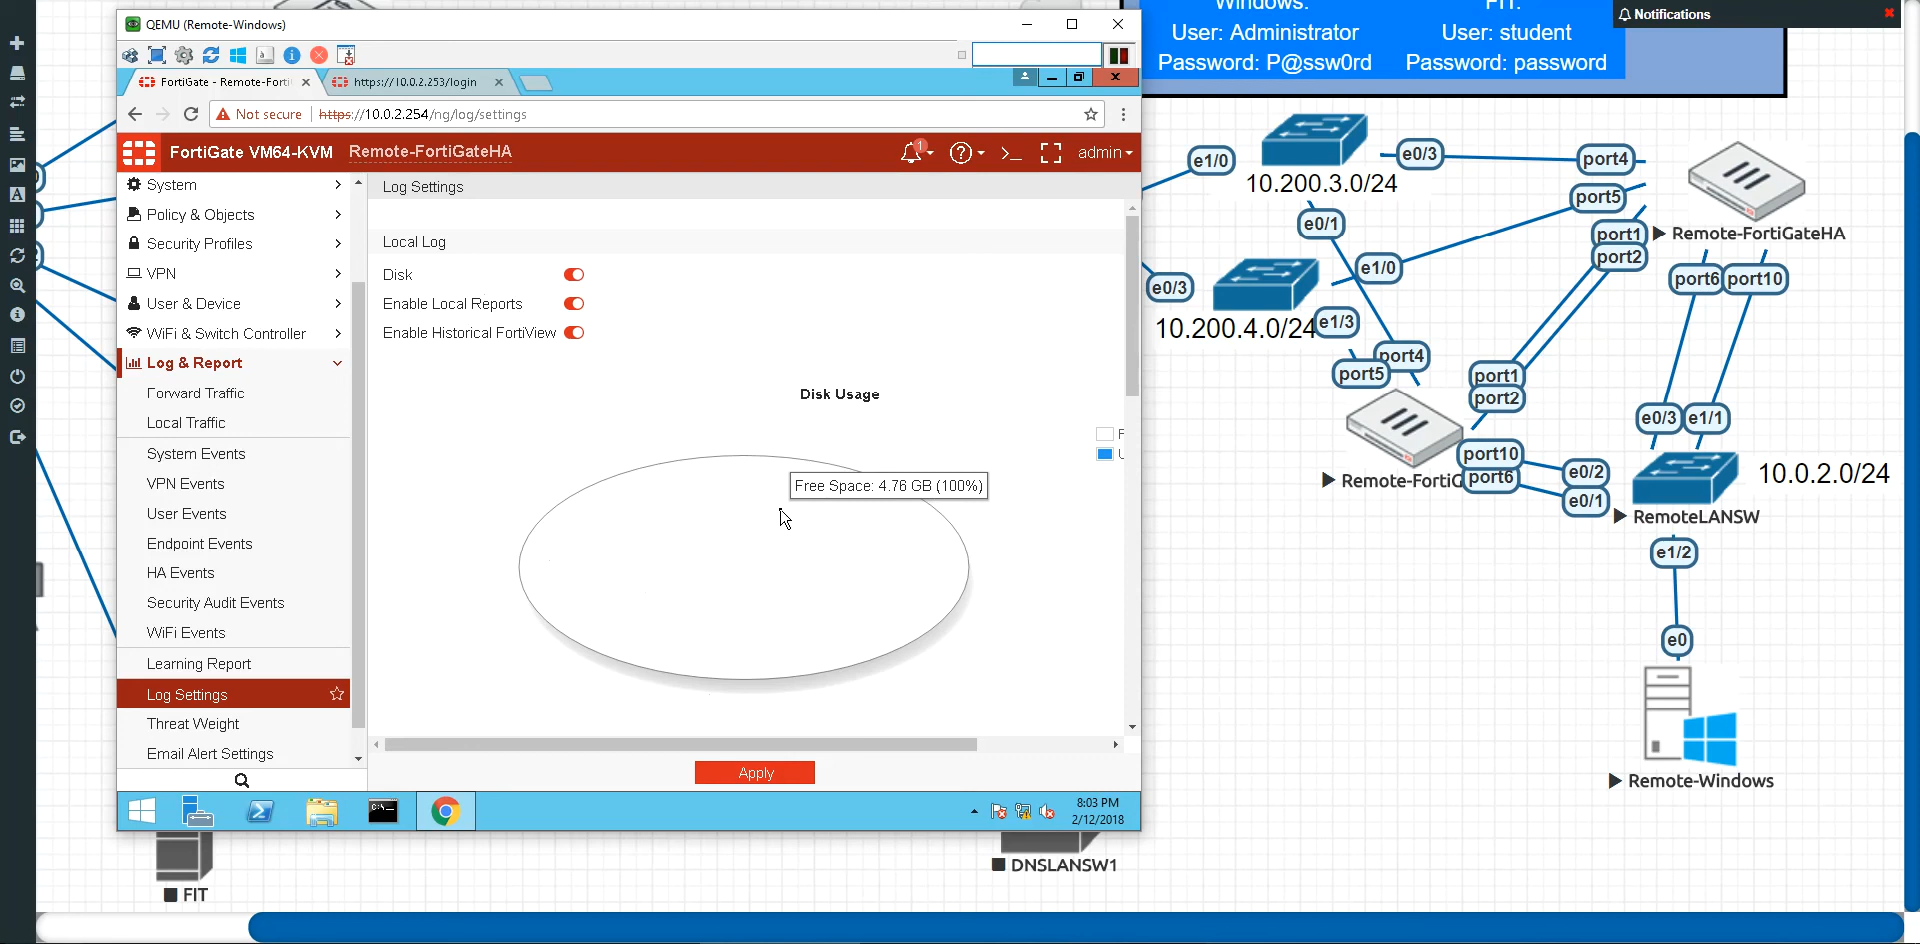 QEMU (Remote-Windows)
FortiGate - Remote-Forti
https://10.0.2.253/login
Not secure
https://10.0.2.254/ng/log/settings
FortiGate VM64-KVM
Remote-FortiGateHA
1
admin
System
Policy & Objects
Security Profiles
VPN
User & Device
WiFi & Switch Controller
Log & Report
Forward Traffic
Local Traffic
System Events
VPN Events
User Events
Endpoint Events
HA Events
Security Audit Events
WiFi Events
Learning Report
Log Settings
Threat Weight
Email Alert Settings
Log Settings
Local Log
Disk
Enable Local Reports
Enable Historical FortiView
Disk Usage
F
Free Space: 4.76 GB (100%)
Apply
8:03 PM
2/12/2018
Windows:
User: Administrator
Password: P@ssw0rd
FIT:
User: student
Password: password
Notifications
e1/0
e0/3
port4
10.200.3.0/24
port5
e0/1
port1
Remote-FortiGateHA
port2
e1/0
e0/3
port6
port10
10.200.4.0/24
e1/3
port4
port5
port1
port2
e0/3
e1/1
port10
e0/2
10.0.2.0/24
Remote-FortiG
port6
e0/1
RemoteLANSW
e1/2
e0
Remote-Windows
DNSLANSW1
FIT